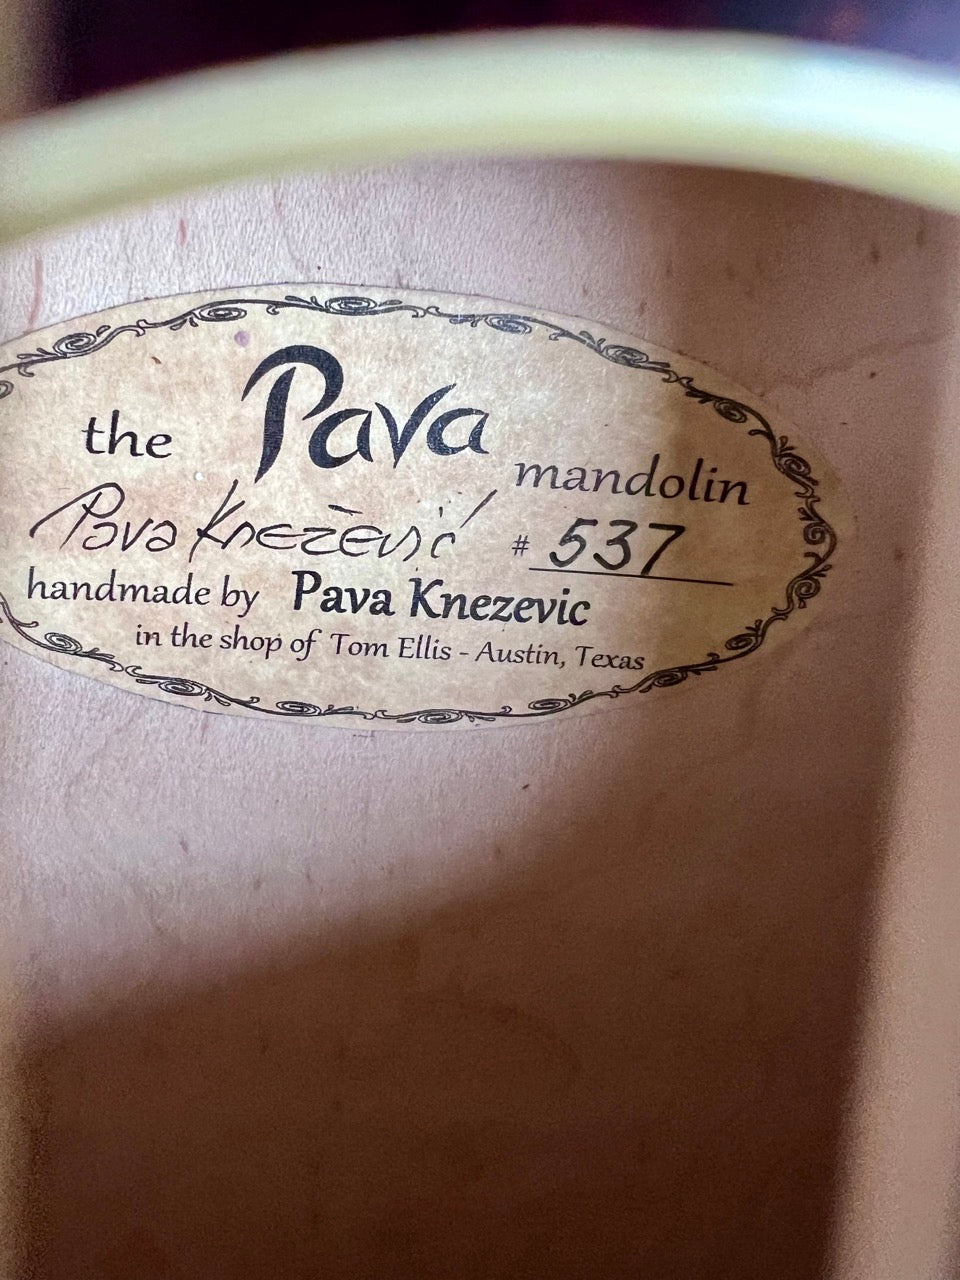 the Pava mandolin
Pava Knežević # 537
handmade by Pava Knezevic
in the shop of Tom Ellis - Austin, Texas